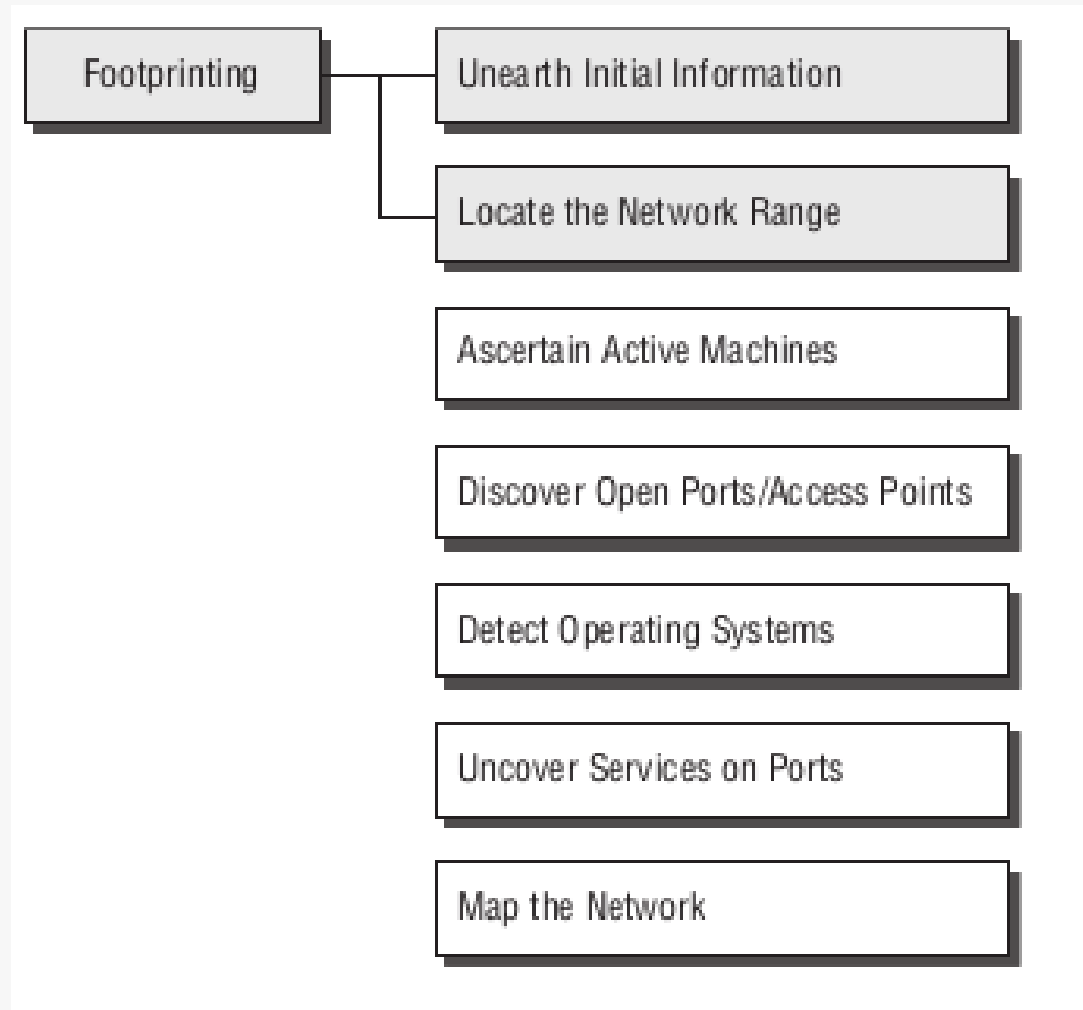 Footprinting
Unearth Initial Information
Locate the Network Range
Ascertain Active Machines
Discover Open Ports/Access Points
Detect Operating Systems
Uncover Services on Ports
Map the Network